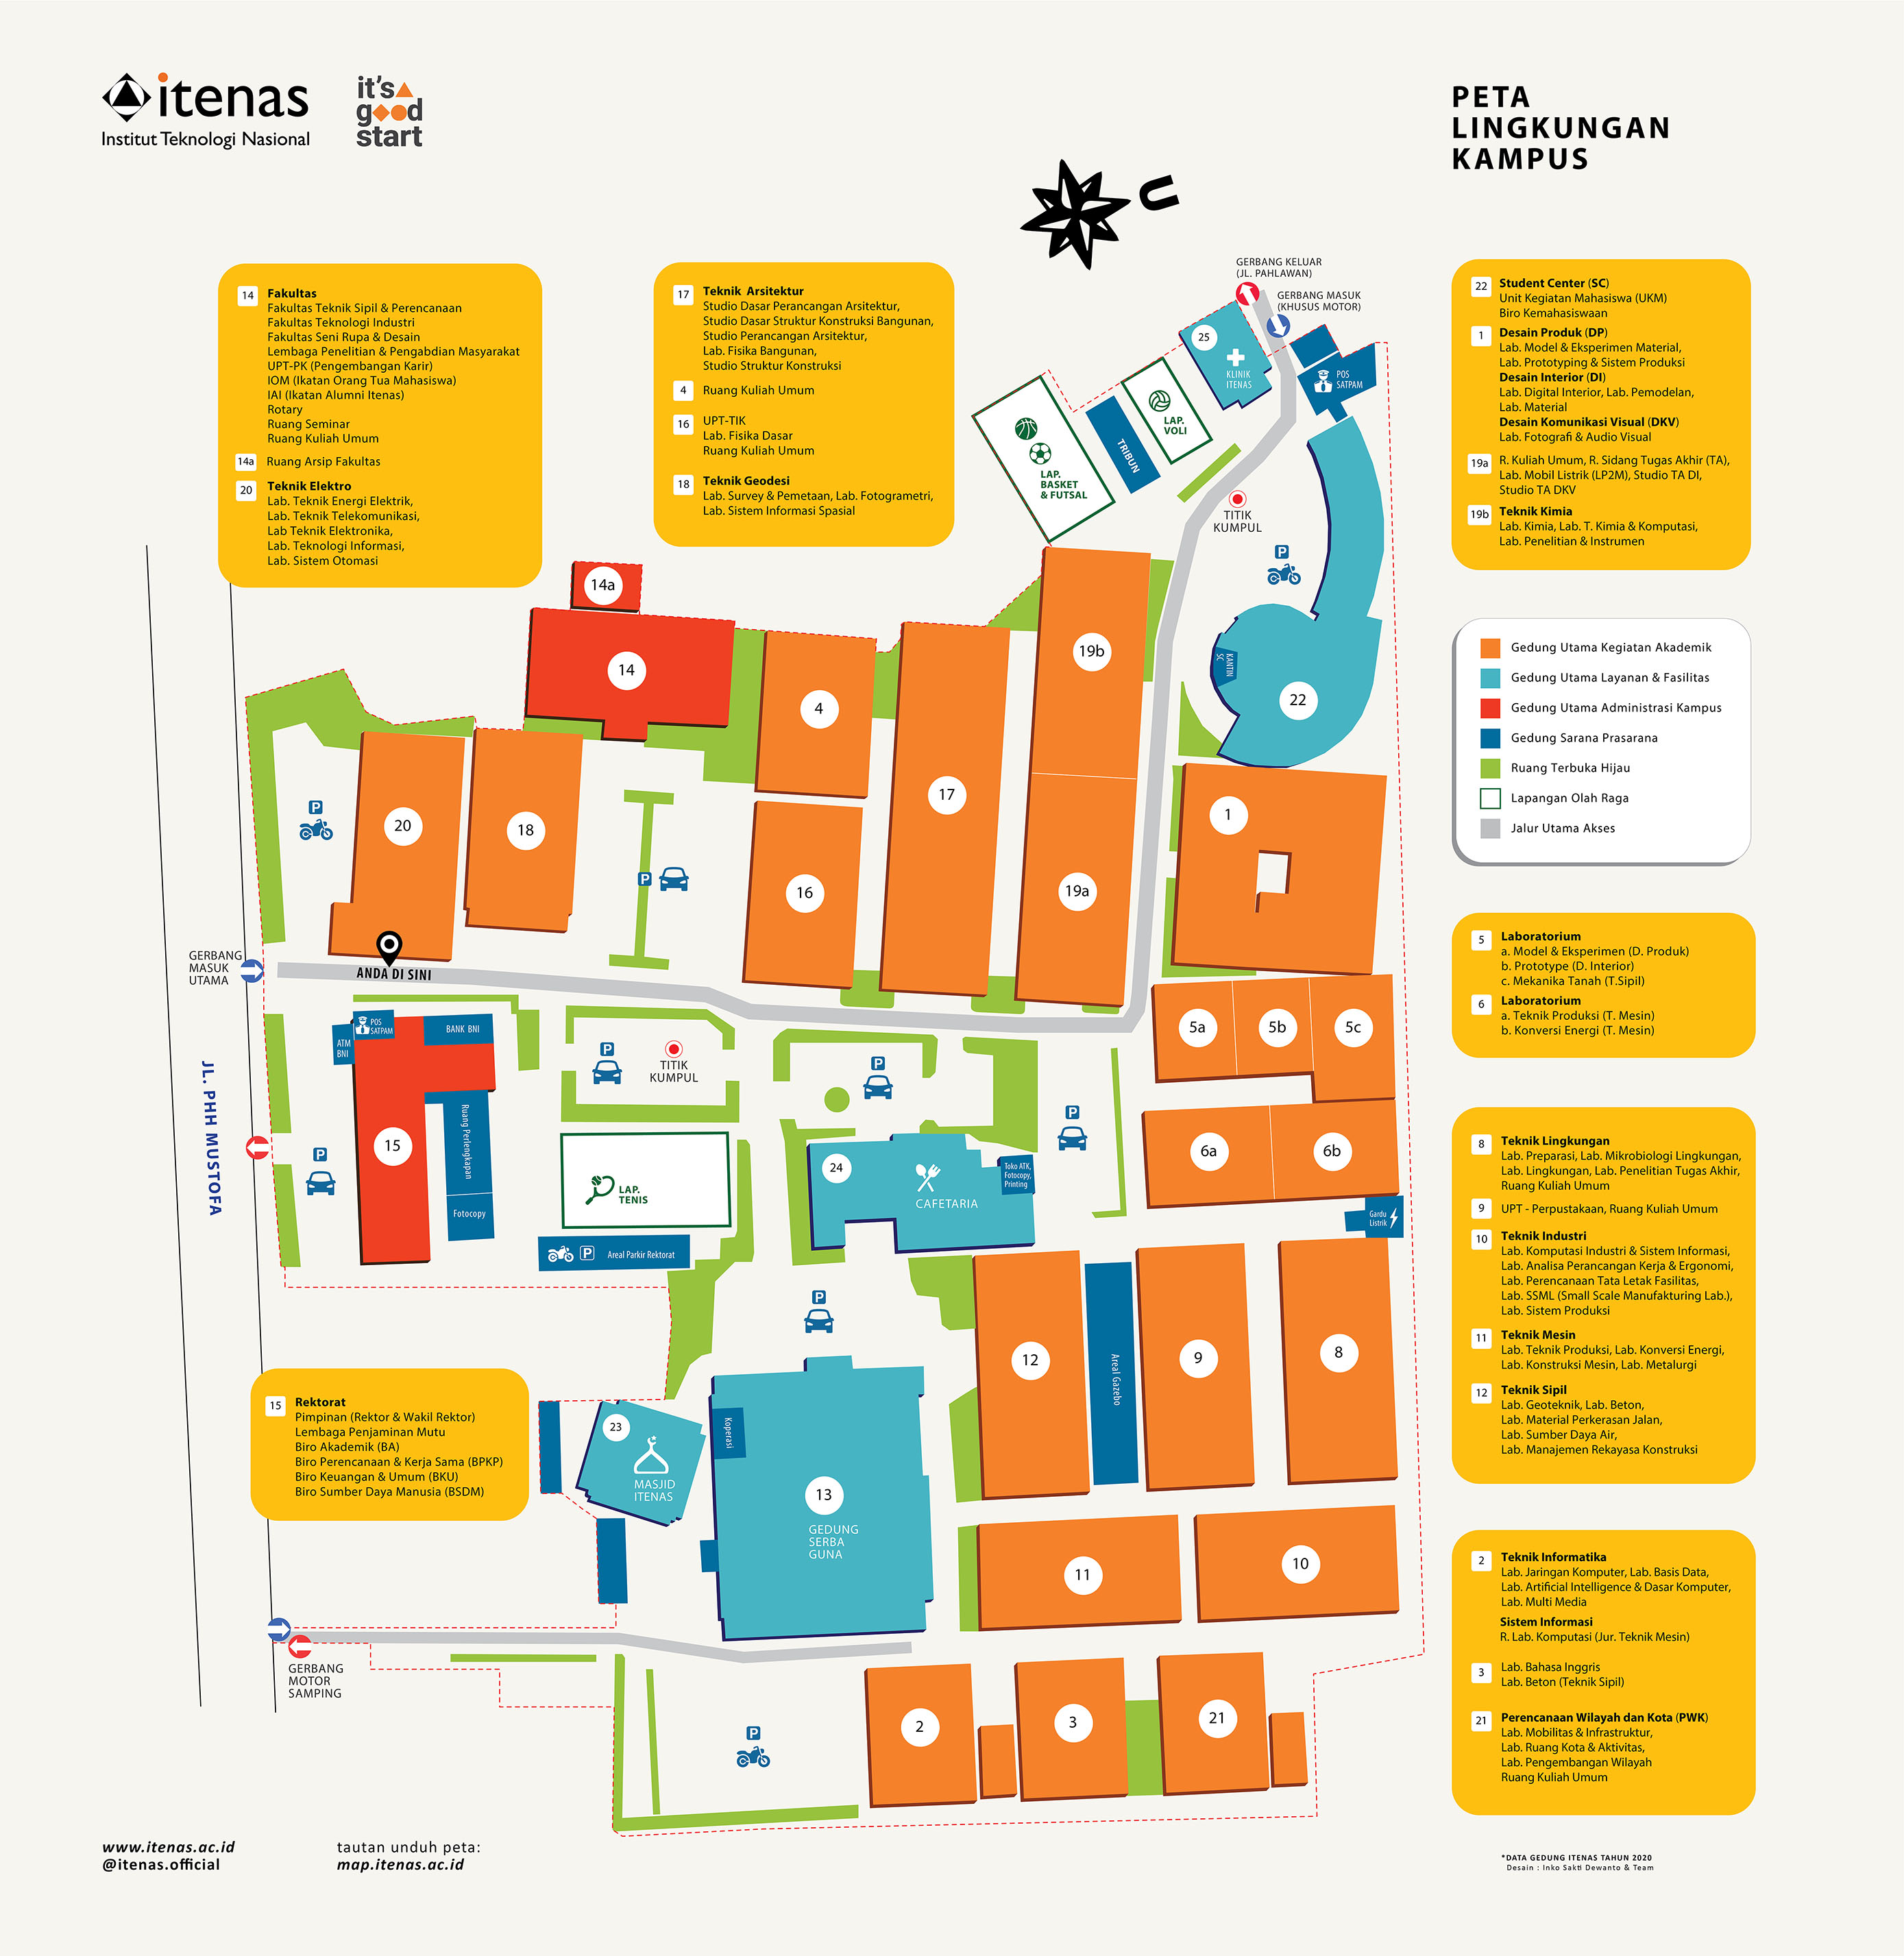 itenas
Institut Teknologi Nasional
it's
good
start
PETA
LINGKUNGAN
KAMPUS
U
14 Fakultas
Fakultas Teknik Sipil & Perencanaan
Fakultas Teknologi Industri
Fakultas Seni Rupa & Desain
Lembaga Penelitian & Pengabdian Masyarakat
UPT-PK (Pengembangan Karir)
IOM (Ikatan Orang Tua Mahasiswa)
IAI (Ikatan Alumni Itenas)
Rotary
Ruang Seminar
Ruang Kuliah Umum
14a Ruang Arsip Fakultas
20 Teknik Elektro
Lab. Teknik Energi Elektrik,
Lab. Teknik Telekomunikasi,
Lab Teknik Elektronika,
Lab. Teknologi Informasi,
Lab. Sistem Otomasi
17 Teknik Arsitektur
Studio Dasar Perancangan Arsitektur,
Studio Dasar Struktur Konstruksi Bangunan,
Studio Perancangan Arsitektur,
Lab. Fisika Bangunan,
Studio Struktur Konstruksi
4 Ruang Kuliah Umum
16 UPT-TIK
Lab. Fisika Dasar
Ruang Kuliah Umum
18 Teknik Geodesi
Lab. Survey & Pemetaan, Lab. Fotogrametri,
Lab. Sistem Informasi Spasial
22 Student Center (SC)
Unit Kegiatan Mahasiswa (UKM)
Biro Kemahasiswaan
1 Desain Produk (DP)
Lab. Model & Eksperimen Material,
Lab. Prototyping & Sistem Produksi
Desain Interior (DI)
Lab. Digital Interior, Lab. Pemodelan,
Lab. Material
Desain Komunikasi Visual (DKV)
Lab. Fotografi & Audio Visual
19a R. Kuliah Umum, R. Sidang Tugas Akhir (TA),
Lab. Mobil Listrik (LP2M), Studio TA DI,
Studio TA DKV
19b Teknik Kimia
Lab. Kimia, Lab. T. Kimia & Komputasi,
Lab. Penelitian & Instrumen
Gedung Utama Kegiatan Akademik
Gedung Utama Layanan & Fasilitas
Gedung Utama Administrasi Kampus
Gedung Sarana Prasarana
Ruang Terbuka Hijau
Lapangan Olah Raga
Jalur Utama Akses
5 Laboratorium
a. Model & Eksperimen (D. Produk)
b. Prototype (D. Interior)
c. Mekanika Tanah (T.Sipil)
6 Laboratorium
a. Teknik Produksi (T. Mesin)
b. Konversi Energi (T. Mesin)
8 Teknik Lingkungan
Lab. Preparasi, Lab. Mikrobiologi Lingkungan,
Lab. Lingkungan, Lab. Penelitian Tugas Akhir,
Ruang Kuliah Umum
9 UPT - Perpustakaan, Ruang Kuliah Umum
10 Teknik Industri
Lab. Komputasi Industri & Sistem Informasi,
Lab. Analisa Perancangan Kerja & Ergonomi,
Lab. Perencanaan Tata Letak Fasilitas,
Lab. SSML (Small Scale Manufakturing Lab.),
Lab. Sistem Produksi
11 Teknik Mesin
Lab. Teknik Produksi, Lab. Konversi Energi,
Lab. Konstruksi Mesin, Lab. Metalurgi
12 Teknik Sipil
Lab. Geoteknik, Lab. Beton,
Lab. Material Perkerasan Jalan,
Lab. Sumber Daya Air,
Lab. Manajemen Rekayasa Konstruksi
2 Teknik Informatika
Lab. Jaringan Komputer, Lab. Basis Data,
Lab. Artificial Intelligence & Dasar Komputer,
Lab. Multi Media
Sistem Informasi
R. Lab. Komputasi (Jur. Teknik Mesin)
3 Lab. Bahasa Inggris
Lab. Beton (Teknik Sipil)
21 Perencanaan Wilayah dan Kota (PWK)
Lab. Mobilitas & Infrastruktur,
Lab. Ruang Kota & Aktivitas,
Lab. Pengembangan Wilayah
Ruang Kuliah Umum
15 Rektorat
Pimpinan (Rektor & Wakil Rektor)
Lembaga Penjaminan Mutu
Biro Akademik (BA)
Biro Perencanaan & Kerja Sama (BPKP)
Biro Keuangan & Umum (BKU)
Biro Sumber Daya Manusia (BSDM)
GERBANG KELUAR
(JL. PAHLAWAN)
GERBANG MASUK
(KHUSUS MOTOR)
25
KLINIK
ITENAS
POS
SATPAM
LAP.
VOLI
TRIBUN
LAP.
BASKET
& FUTSAL
TITIK
KUMPUL
P
14a
14
19b
4
KANTIN
SC
22
17
1
P
20
18
P
16
19a
GERBANG
MASUK
UTAMA
ANDA DI SINI
POS
SATPAM
BANK BNI
ATM
BNI
5a
5b
5c
P
TITIK
KUMPUL
P
P
JL. PHH MUSTOFA
15
Ruang Perlengkapan
Fotocopy
P
LAP.
TENIS
24
CAFETARIA
Toko ATK,
Fotocopy,
Printing
6a
6b
Gardu
Listrik
P
Areal Parkir Rektorat
P
12
Areal Gazebo
9
8
23
MASJID
ITENAS
Koperasi
13
GEDUNG
SERBA
GUNA
11
10
GERBANG
MOTOR
SAMPING
P
2
3
21
www.itenas.ac.id
@itenas.official
tautan unduh peta:
map.itenas.ac.id
*DATA GEDUNG ITENAS TAHUN 2020
Desain : Inko Sakti Dewanto & Team